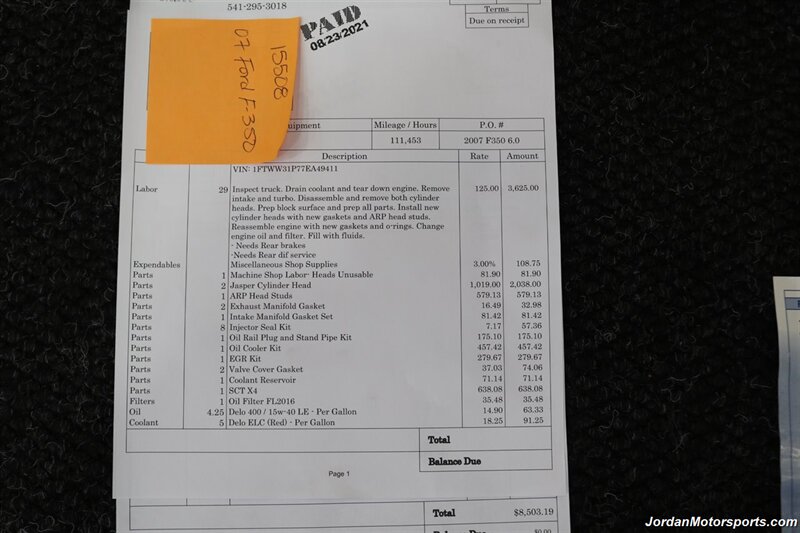 541-295-3018
Terms
Due on receipt
PAID
08/23/2021
15508
07 Ford F-350
Mileage / Hours P.O. #
111,453 2007 F350 6.0
Description Rate Amount
VIN: 1FTWW31P77EA49411
Labor 29 Inspect truck. Drain coolant and tear down engine. Remove 125.00 3,625.00
intake and turbo. Disassemble and remove both cylinder
heads. Prep block surface and prep all parts. Install new
cylinder heads with new gaskets and ARP head studs.
Reassemble engine with new gaskets and o-rings. Change
engine oil and filter. Fill with fluids.
- Needs Rear brakes
-Needs Rear dif service
Expendables Miscellaneous Shop Supplies 3.00% 108.75
Parts 1 Machine Shop Labor- Heads Unusable 81.90 81.90
Parts 2 Jasper Cylinder Head 1,019.00 2,038.00
Parts 1 ARP Head Studs 579.13 579.13
Parts 2 Exhaust Manifold Gasket 16.49 32.98
Parts 1 Intake Manifold Gasket Set 81.42 81.42
Parts 8 Injector Seal Kit 7.17 57.36
Parts 1 Oil Rail Plug and Stand Pipe Kit 175.10 175.10
Parts 1 Oil Cooler Kit 457.42 457.42
Parts 1 EGR Kit 279.67 279.67
Parts 2 Valve Cover Gasket 37.03 74.06
Parts 1 Coolant Reservoir 71.14 71.14
Parts 1 SCT X4 638.08 638.08
Filters 1 Oil Filter FL2016 35.48 35.48
Oil 4.25 Delo 400 / 15w-40 LE - Per Gallon 14.90 63.33
Coolant 5 Delo ELC (Red) - Per Gallon 18.25 91.25
Total
Balance Due
Page 1
Total $8,503.19
$0.00
JordanMotorsports.com